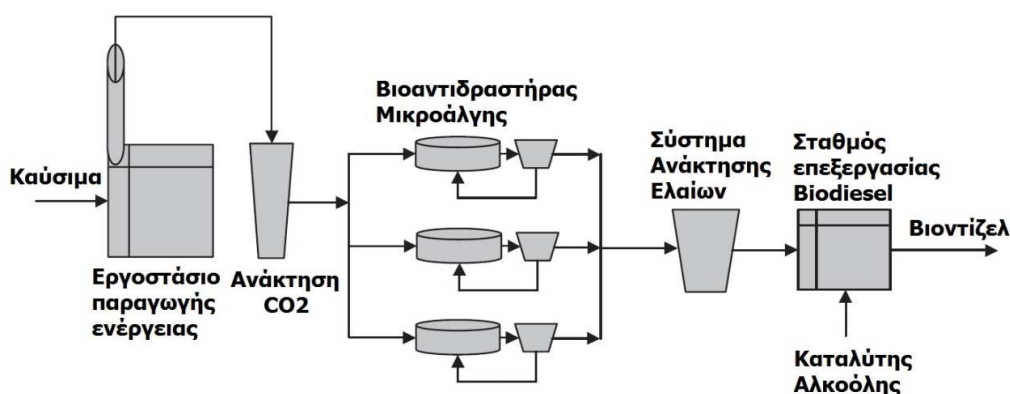 Καύσιμα
Εργοστάσιο
παραγωγής
ενέργειας
Ανάκτηση
CO2
Βιοαντιδραστήρας
Μικροάλγης
Σύστημα
Ανάκτησης
Ελαίων
Σταθμός
επεξεργασίας
Biodiesel
Βιοντίζελ
Καταλύτης
Αλκοόλης